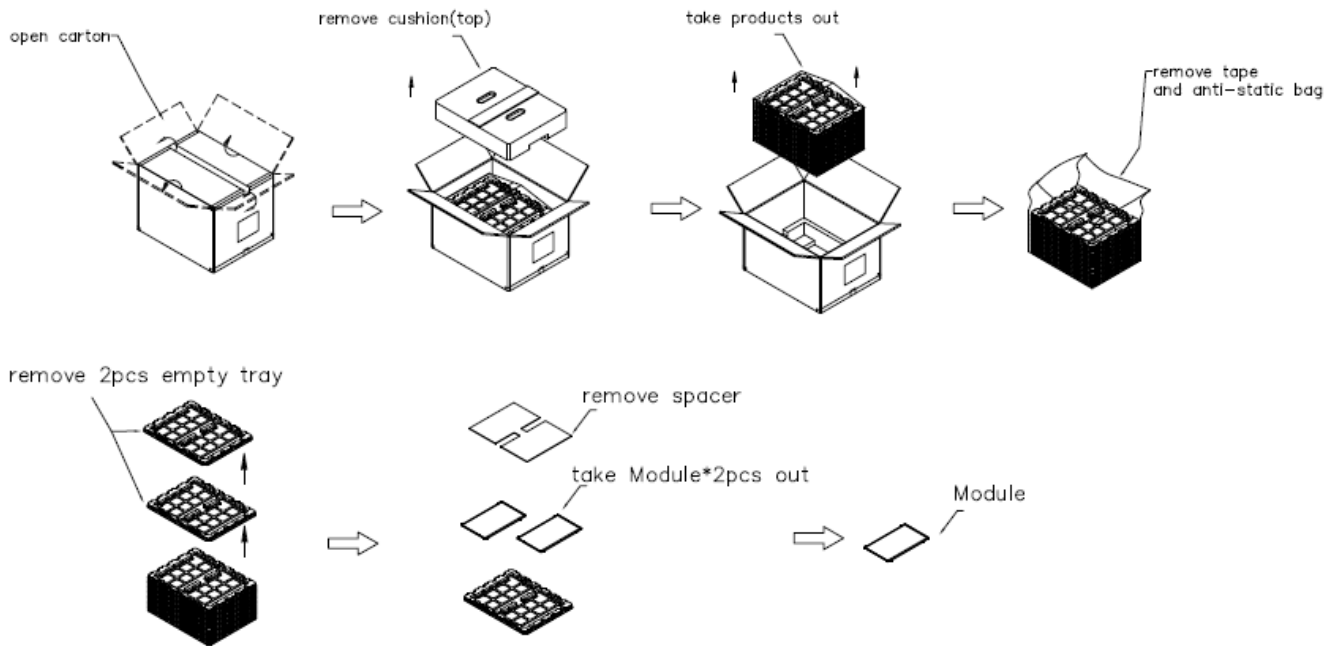 open carton
remove cushion(top)
take products out
remove tape
and anti-static bag
remove 2pcs empty tray
remove spacer
take Module*2pcs out
Module